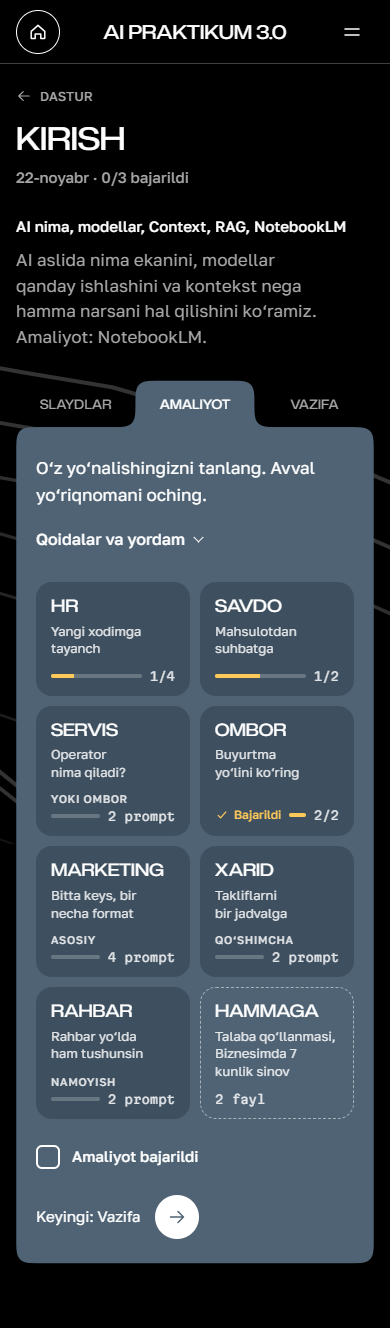 AI PRAKTIKUM 3.0
DASTUR
KIRISH
22-noyabr · 0/3 bajarildi
AI nima, modellar, Context, RAG, NotebookLM
AI aslida nima ekanini, modellar
qanday ishlashini va kontekst nega
hamma narsani hal qilishini ko‘ramiz.
Amaliyot: NotebookLM.
SLAYDLAR
AMALIYOT
VAZIFA
O‘z yo‘nalishingizni tanlang. Avval
yo‘riqnomani oching.
Qoidalar va yordam
HR
Yangi xodimga
tayanch
1/4
SAVDO
Mahsulotdan
suhbatga
1/2
SERVIS
Operator
nima qiladi?
YOKI OMBOR
2 prompt
OMBOR
Buyurtma
yo‘lini ko‘ring
Bajarildi
2/2
MARKETING
Bitta keys, bir
necha format
ASOSIY
4 prompt
XARID
Takliflarni
bir jadvalga
QO‘SHIMCHA
2 prompt
RAHBAR
Rahbar yo‘lda
ham tushunsin
NAMOYISH
2 prompt
HAMMAGA
Talaba qo‘llanmasi,
Biznesimda 7
kunlik sinov
2 fayl
Amaliyot bajarildi
Keyingi: Vazifa